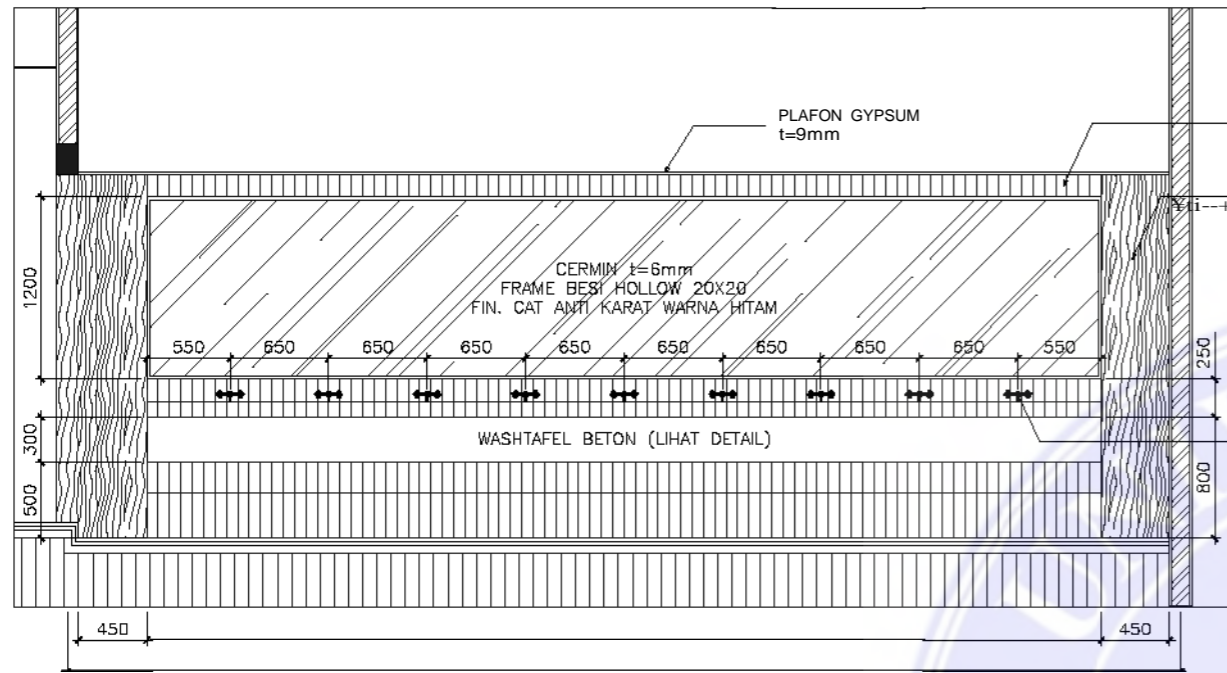 PLAFON GYPSUM
t=9mm
CERMIN t=6mm
FRAME BESI HOLLOW 20X20
FIN. CAT ANTI KARAT WARNA HITAM
1200
550 650 650 650 650 650 650 650 650 550
250
300
WASHTAFEL BETON (LIHAT DETAIL)
500
800
450
450